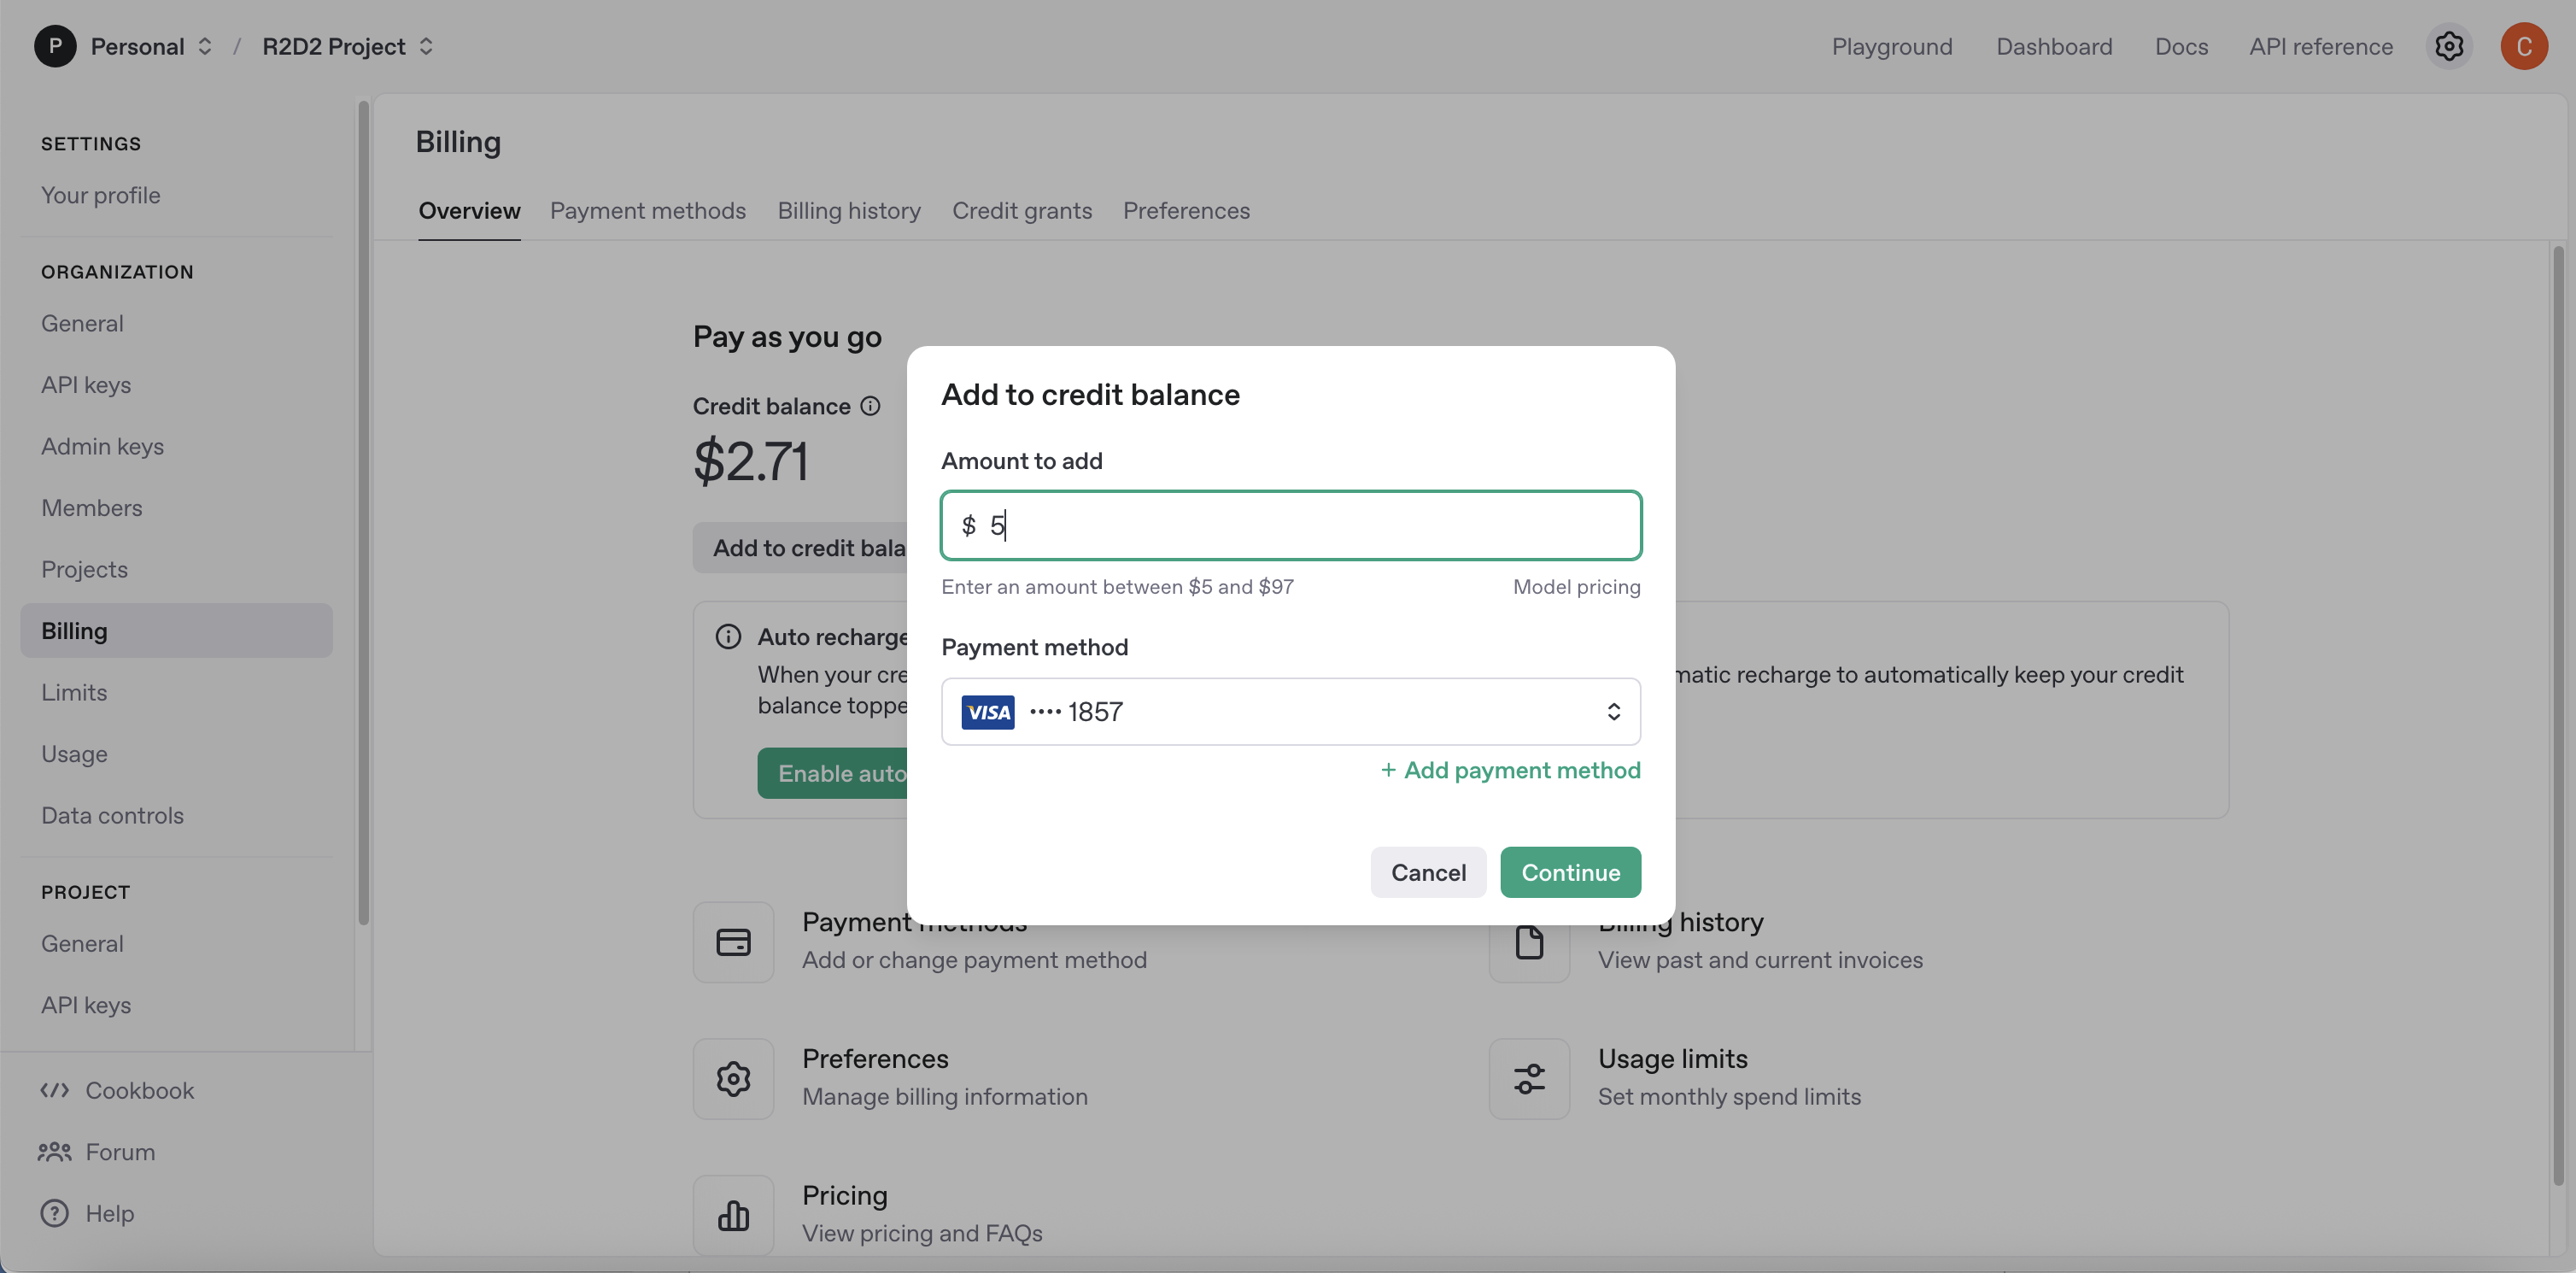 P Personal / R2D2 Project
Playground Dashboard Docs API reference C
SETTINGS
Your profile
ORGANIZATION
General
API keys
Admin keys
Members
Projects
Billing
Limits
Usage
Data controls
PROJECT
General
API keys
Cookbook
Forum
Help
Billing
Overview Payment methods Billing history Credit grants Preferences
Pay as you go
Credit balance
$2.71
Add to credit bala
Auto recharge
When your cre
matic recharge to automatically keep your credit
balance toppe
Enable auto
Add to credit balance
Amount to add
$ 5
Enter an amount between $5 and $97
Model pricing
Payment method
VISA •••• 1857
+ Add payment method
Cancel Continue
Payment methods
Add or change payment method
Billing history
View past and current invoices
Preferences
Manage billing information
Usage limits
Set monthly spend limits
Pricing
View pricing and FAQs